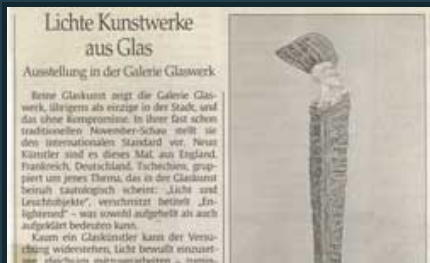 Lichte Kunstwerke
aus Glas
Ausstellung in der Galerie Glaswerk
Reine Glaskunst zeigt die Galerie Glas-
werk, übrigens als einzige in der Stadt, und
das ohne Kompromisse. In ihrer fast schon
traditionellen November-Schau stellt sie
den internationalen Standard vor. Neun
Künstler sind es dieses Mal, aus England,
Frankreich, Deutschland, Tschechien, grup-
piert um jenes Thema, das in der Glaskunst
beinah tautologisch scheint: „Licht und
Leuchtobjekte“, verschmitzt betitelt „En-
lightened“ – was sowohl aufgehellt als auch
aufgeklärt bedeuten kann.
Kaum ein Glaskünstler kann der Versu-
chung widerstehen, Licht bewußt einzuset-
gleichsam mitzuarbeiten –